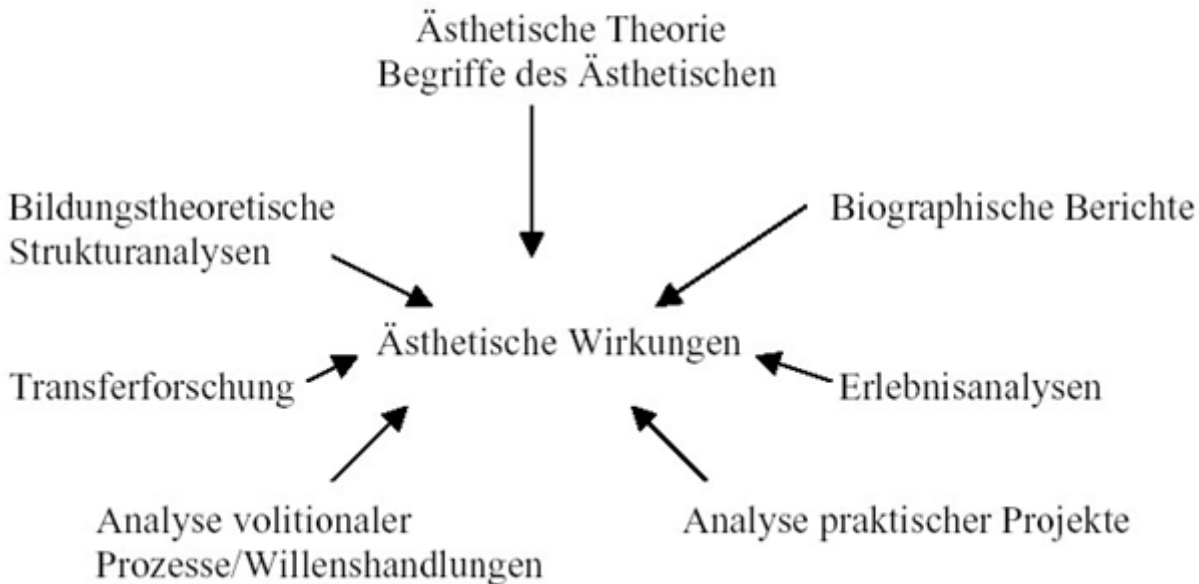 Ästhetische Theorie
Begriffe des Ästhetischen
Bildungstheoretische
Strukturanalysen
Biographische Berichte
Ästhetische Wirkungen
Transferforschung
Erlebnisanalysen
Analyse volitionaler
Prozesse/Willenshandlungen
Analyse praktischer Projekte